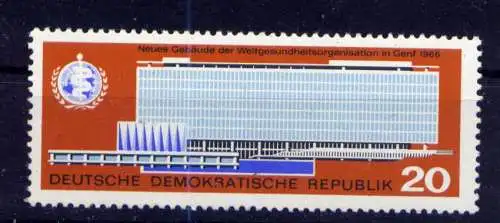 Neues Gebäude der Weltgesundheitsorganisation in Genf 1966
DEUTSCHE DEMOKRATISCHE REPUBLIK 20